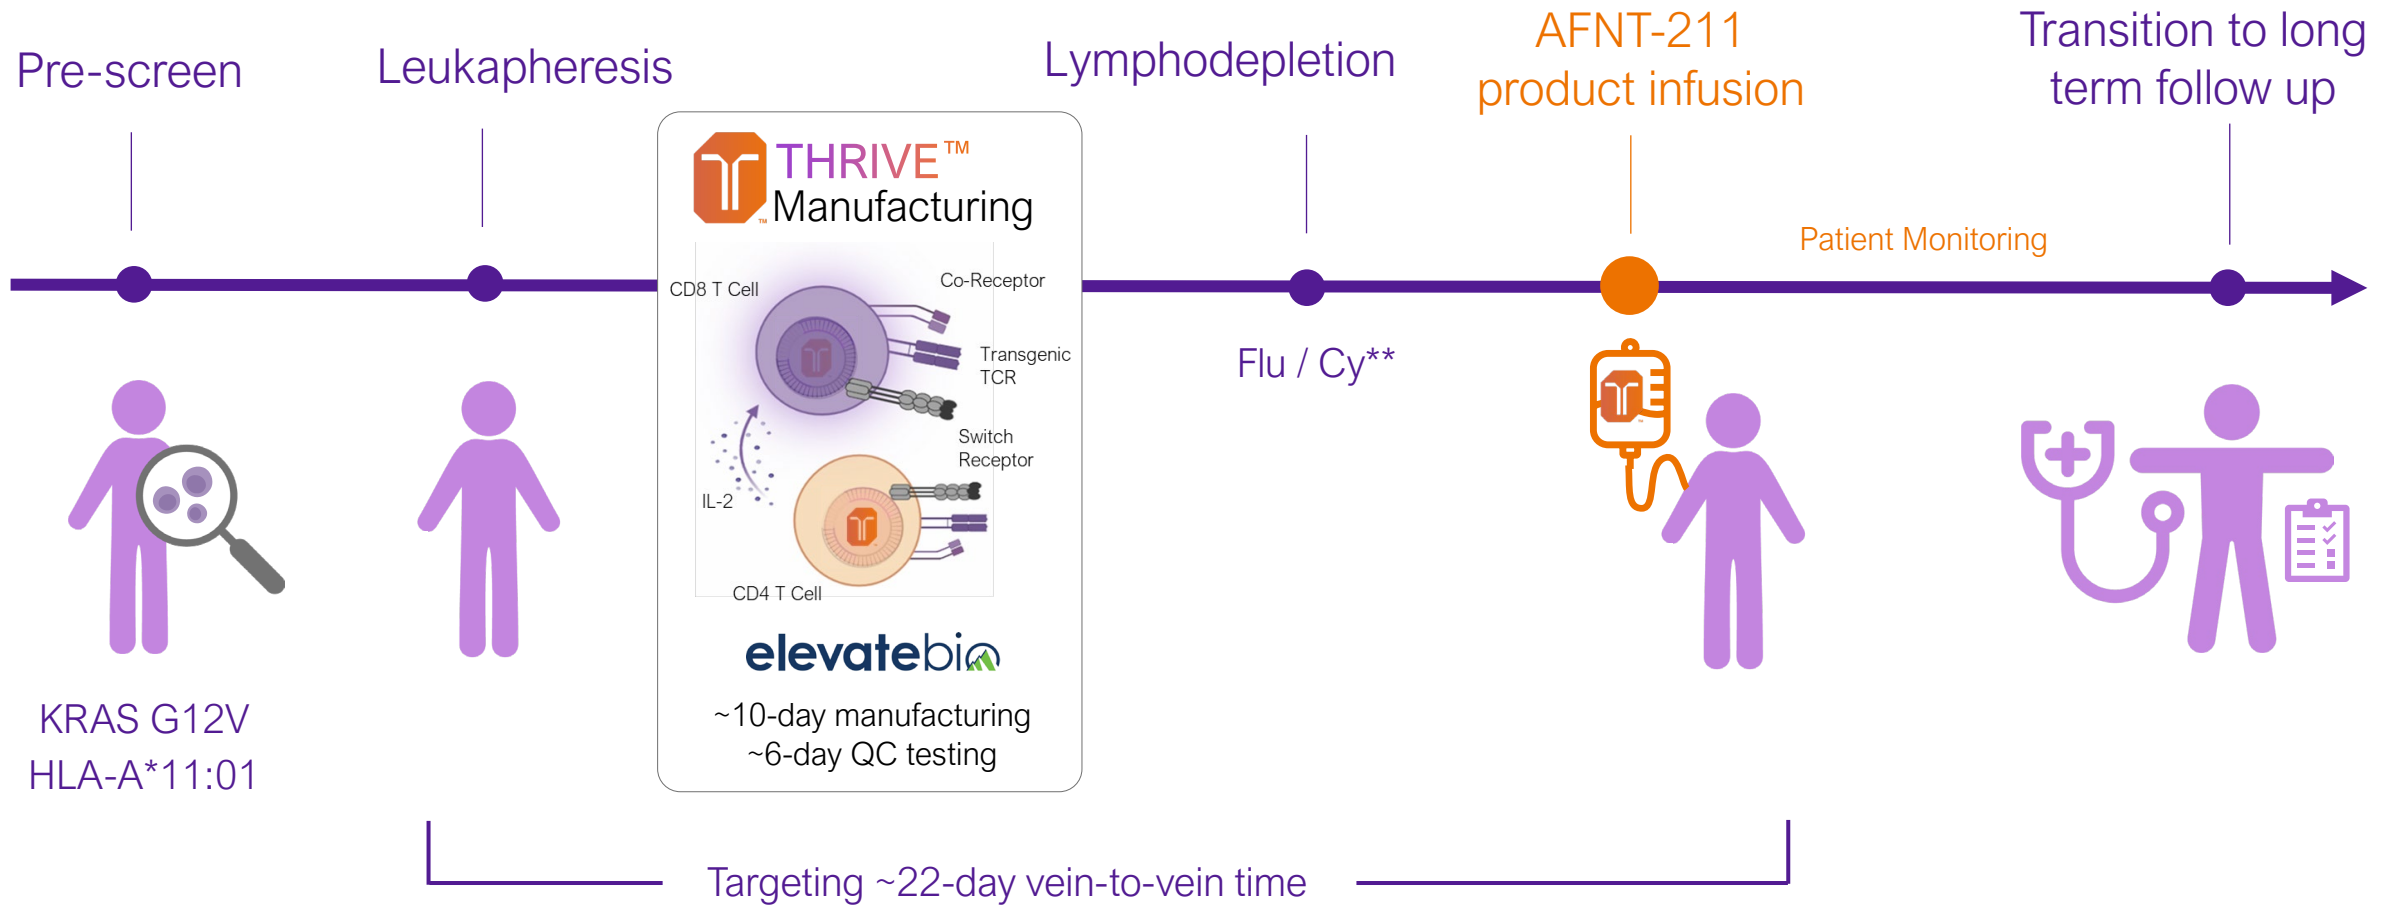 Pre-screen
Leukapheresis
Lymphodepletion
AFNT-211
product infusion
Transition to long
term follow up
THRIVE™
Manufacturing
TM
Patient Monitoring
CD8 T Cell
Co-Receptor
Transgenic
TCR
Switch
Receptor
IL-2
CD4 T Cell
Flu / Cy**
elevatebio
~10-day manufacturing
~6-day QC testing
KRAS G12V
HLA-A*11:01
Targeting ~22-day vein-to-vein time